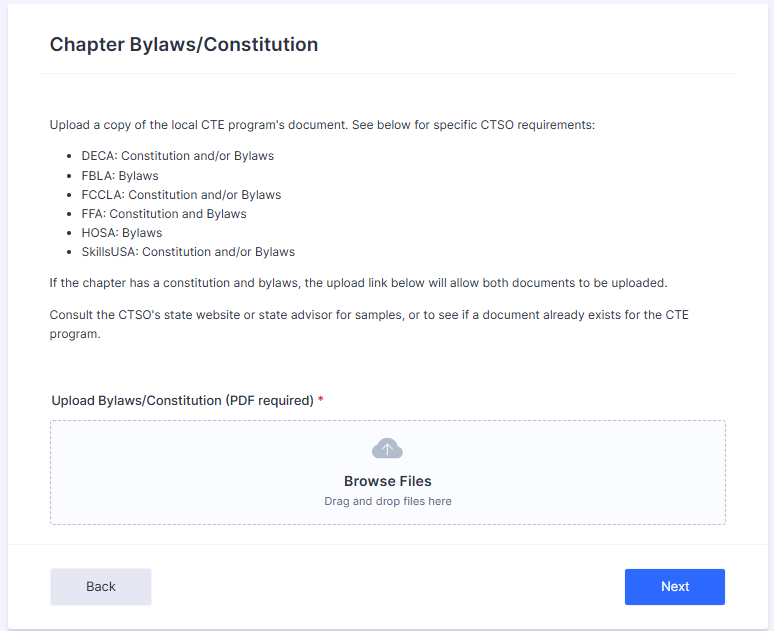 Chapter Bylaws/Constitution
Upload a copy of the local CTE program's document. See below for specific CTSO requirements:
• DECA: Constitution and/or Bylaws
• FBLA: Bylaws
• FCCLA: Constitution and/or Bylaws
• FFA: Constitution and Bylaws
• HOSA: Bylaws
• SkillsUSA: Constitution and/or Bylaws
If the chapter has a constitution and bylaws, the upload link below will allow both documents to be uploaded.
Consult the CTSO's state website or state advisor for samples, or to see if a document already exists for the CTE
program.
Upload Bylaws/Constitution (PDF required) *
Browse Files
Drag and drop files here
Back
Next